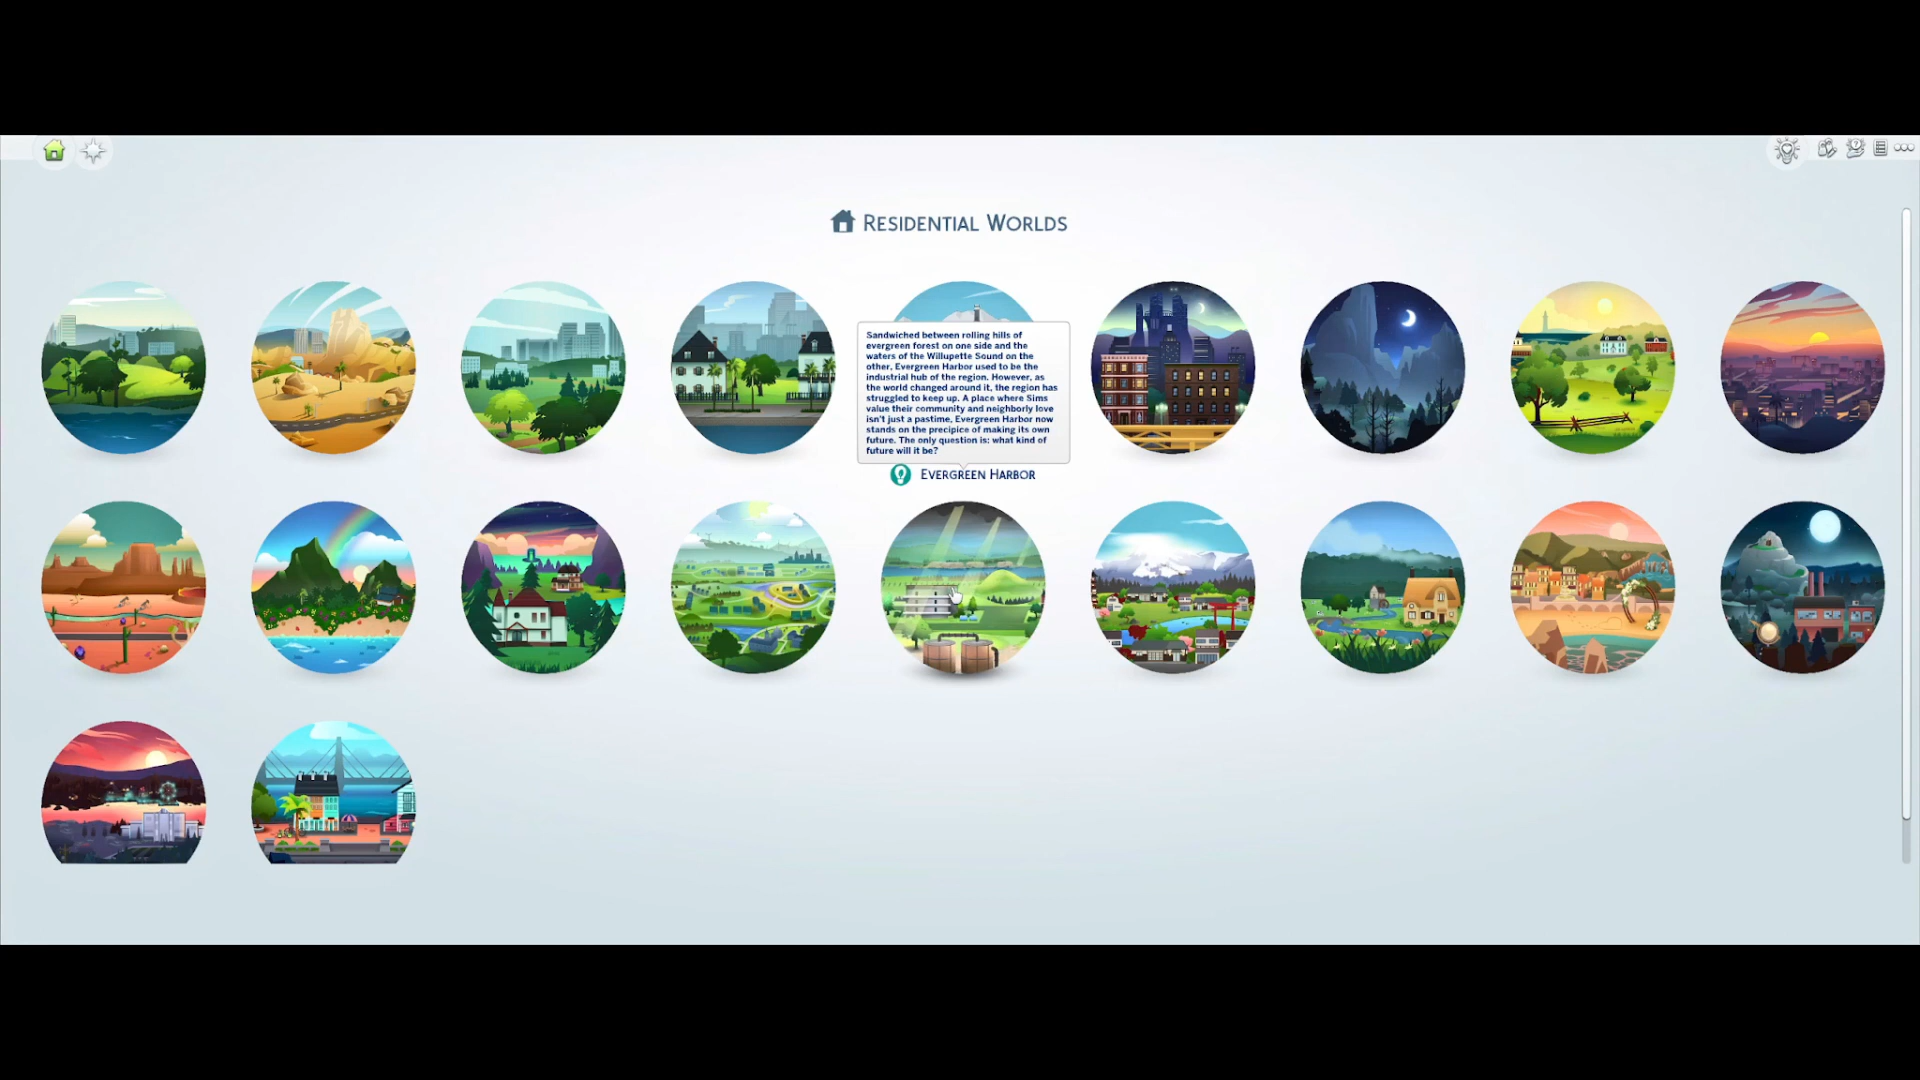 RESIDENTIAL WORLDS
Sandwiched between rolling hills of
evergreen forest on one side and the
waters of the Willupette Sound on the
other, Evergreen Harbor used to be the
industrial hub of the region. However, as
the world changed around it, the region has
struggled to keep up. A place where Sims
value their community and neighborly love
isn't just a pastime, Evergreen Harbor now
stands on the precipice of making its own
future. The only question is: what kind of
future will it be?
EVERGREEN HARBOR